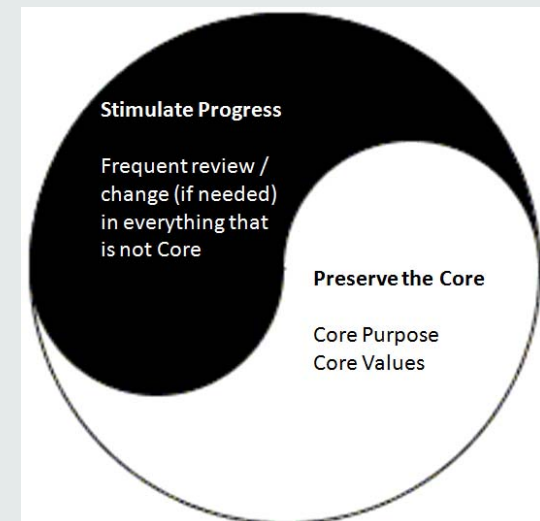 Stimulate Progress
Frequent review /
change (if needed)
in everything that
is not Core
Preserve the Core
Core Purpose
Core Values